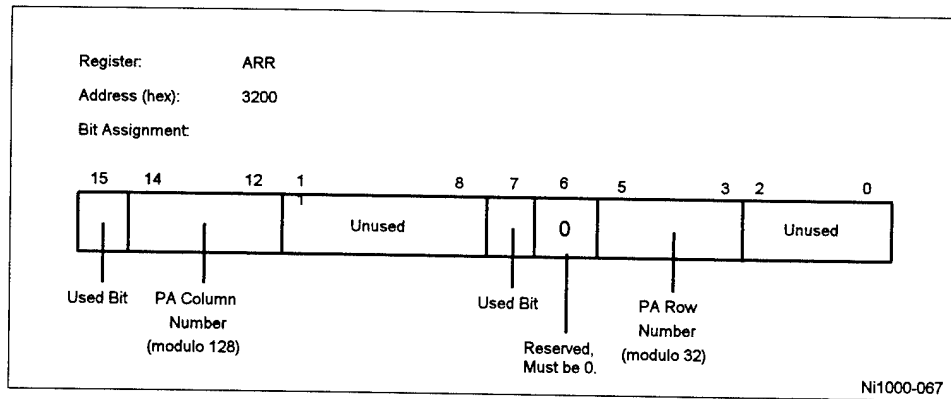 Register: ARR
Address (hex): 3200
Bit Assignment:
15 14 12 1 8 7 6 5 3 2 0
1
Unused 0 Unused
Used Bit PA Column Number (modulo 128) Used Bit PA Row Number (modulo 32)
Reserved, Must be 0.
Ni1000-067